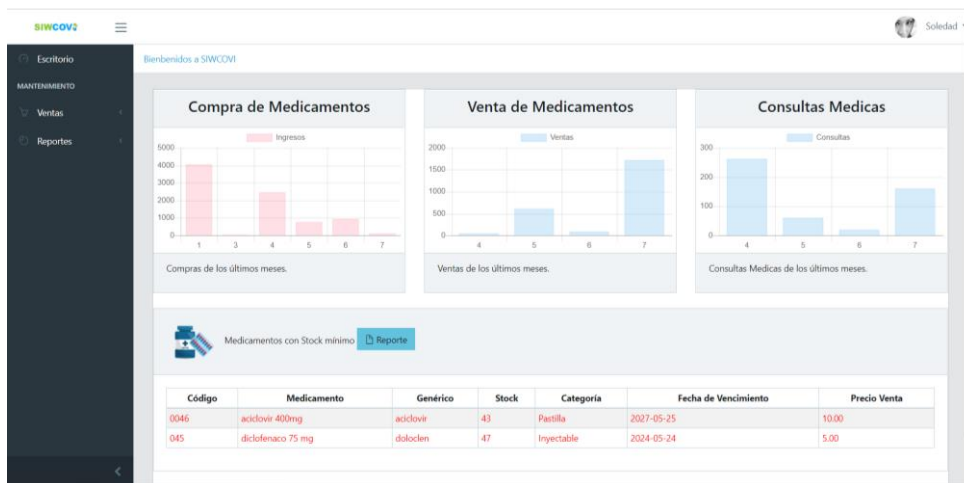 SIWCOVI
Soledad
Escritorio
Bienbenidos a SIWCOVI
MANTENIMIENTO
Ventas
Reportes
Compra de Medicamentos
Ingresos
5000
4000
3000
2000
1000
0
1 3 4 5 6 7
Compras de los últimos meses.
Venta de Medicamentos
Ventas
2000
1500
1000
500
0
4 5 6 7
Ventas de los últimos meses.
Consultas Medicas
Consultas
300
200
100
0
4 5 6 7
Consultas Medicas de los últimos meses.
Medicamentos con Stock mínimo Reporte
Código Medicamento Genérico Stock Categoría Fecha de Vencimiento Precio Venta
0046 aciclovir 400mg aciclovir 43 Pastilla 2027-05-25 10.00
045 diclofenaco 75 mg doloclen 47 Inyectable 2024-05-24 5.00